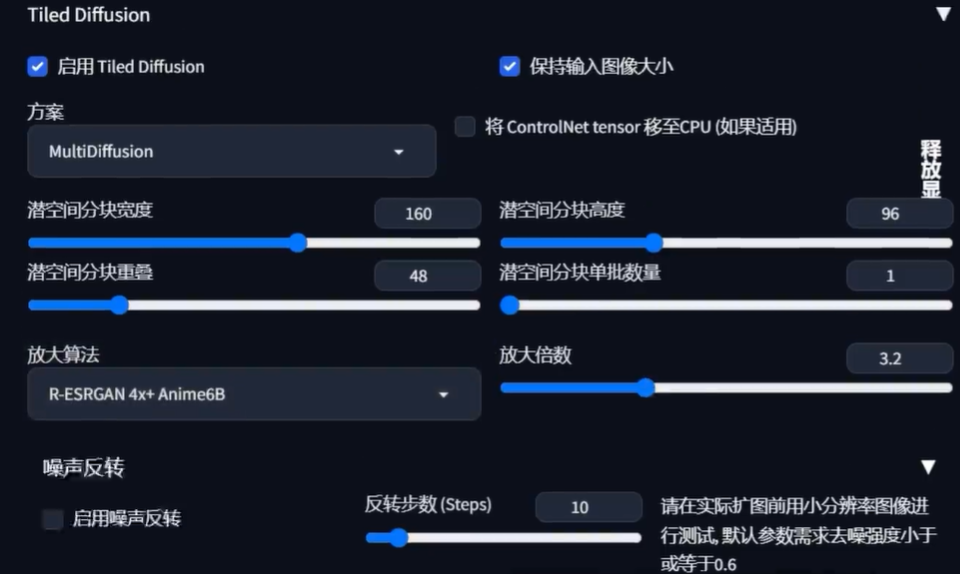 Tiled Diffusion
启用 Tiled Diffusion
保持输入图像大小
方案
MultiDiffusion
将 ControlNet tensor 移至CPU (如果适用)
释放显
潜空间分块宽度
160
潜空间分块高度
96
潜空间分块重叠
48
潜空间分块单批数量
1
放大算法
R-ESRGAN 4x+ Anime6B
放大倍数
3.2
噪声反转
启用噪声反转
反转步数 (Steps)
10
请在实际扩图前用小分辨率图像进
行测试, 默认参数需求去噪强度小于
或等于0.6